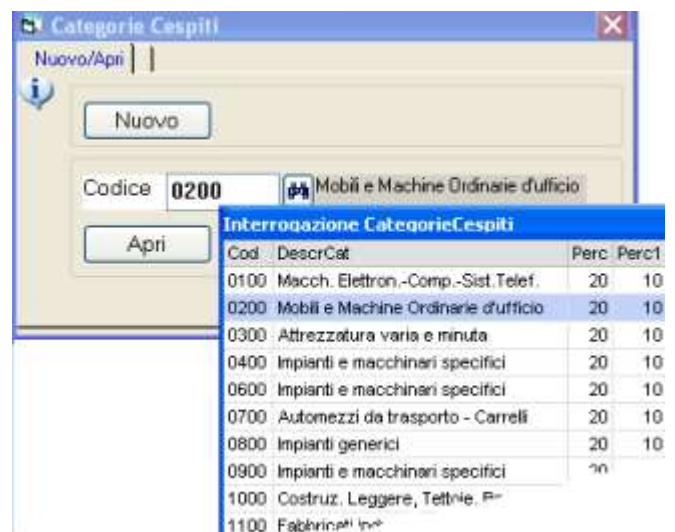 Categorie Cespiti
Nuovo/Apri
Nuovo
Codice 0200 Mobili e Machine Ordinarie d'ufficio
Apri
Interrogazione CategorieCespiti
Cod DescrCat Perc Perc1
0100 Macch. Elettron.-Comp.-Sist.Telef. 20 10
0200 Mobili e Machine Ordinarie d'ufficio 20 10
0300 Attrezzatura varia e minuta 20 10
0400 Impianti e macchinari specifici 20 10
0600 Impianti e macchinari specifici 20 10
0700 Automezzi da trasporto - Carrelli 20 10
0800 Impianti generici 20 10
0900 Impianti e macchinari specifici 20
1000 Costruz. Leggere, Tettoie,
1100 Fabbricati